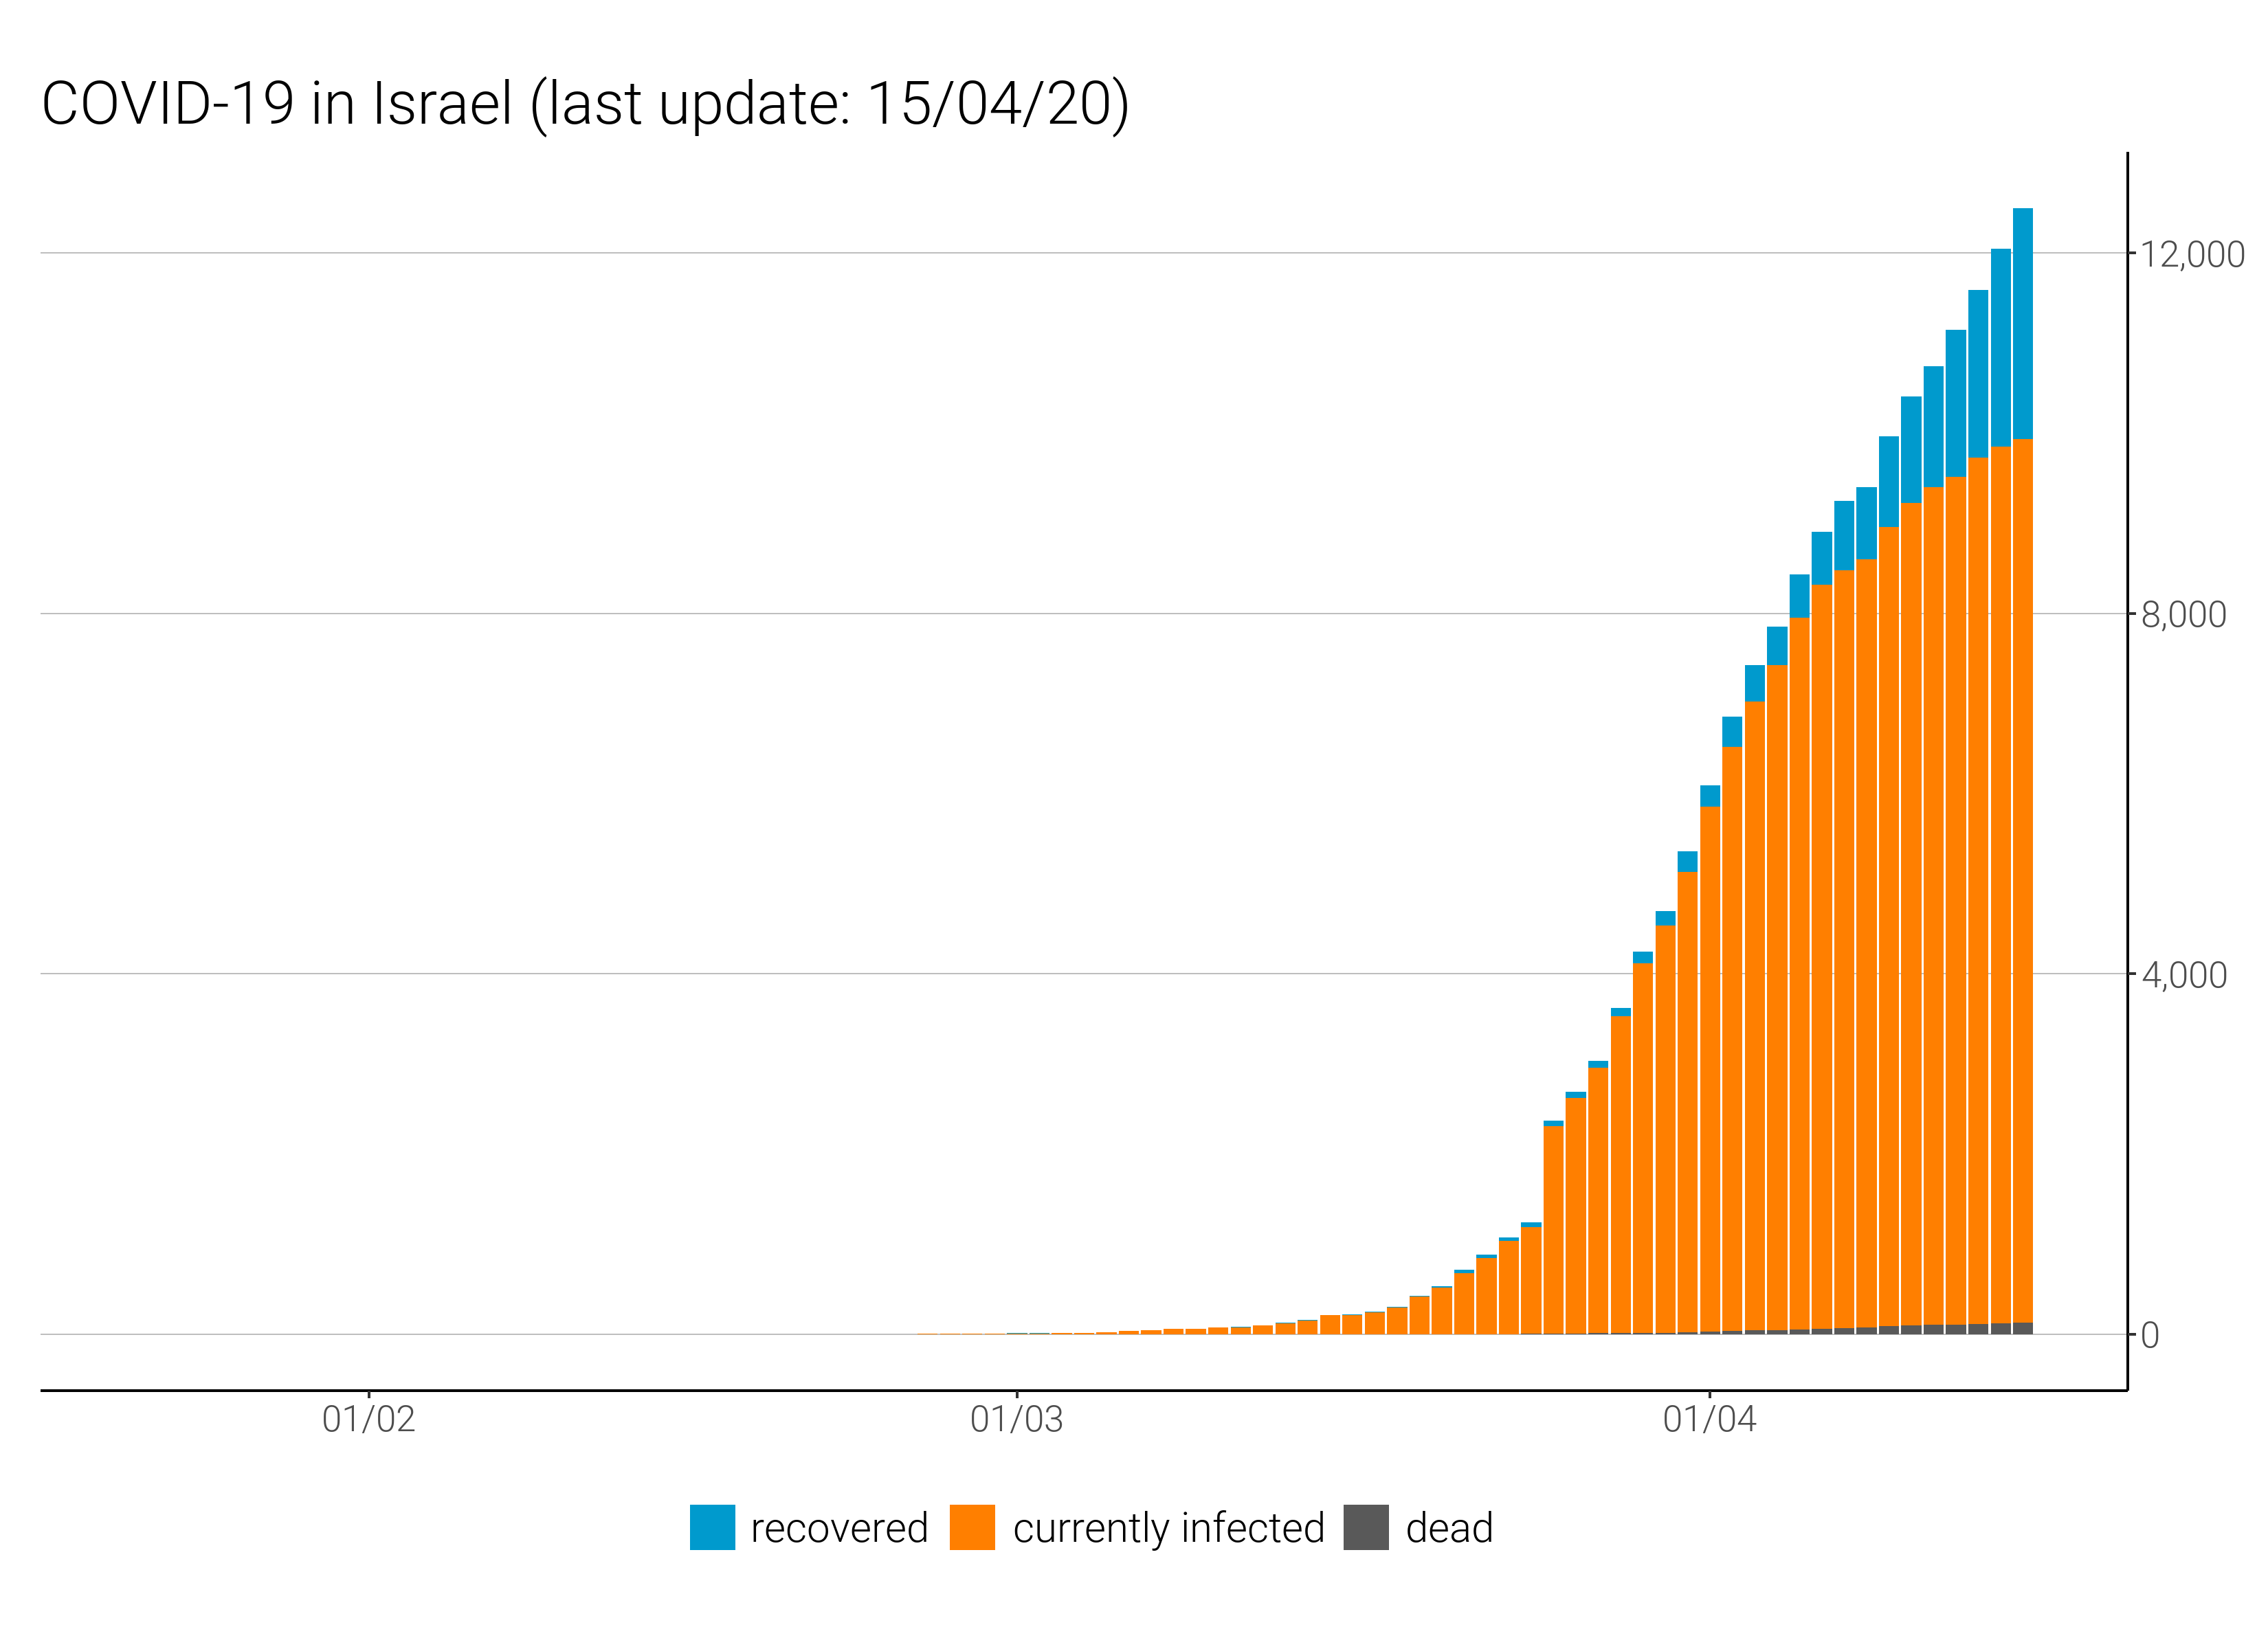 COVID-19 in Israel (last update: 15/04/20)
12,000
8,000
4,000
0
01/02 01/03 01/04
recovered currently infected dead